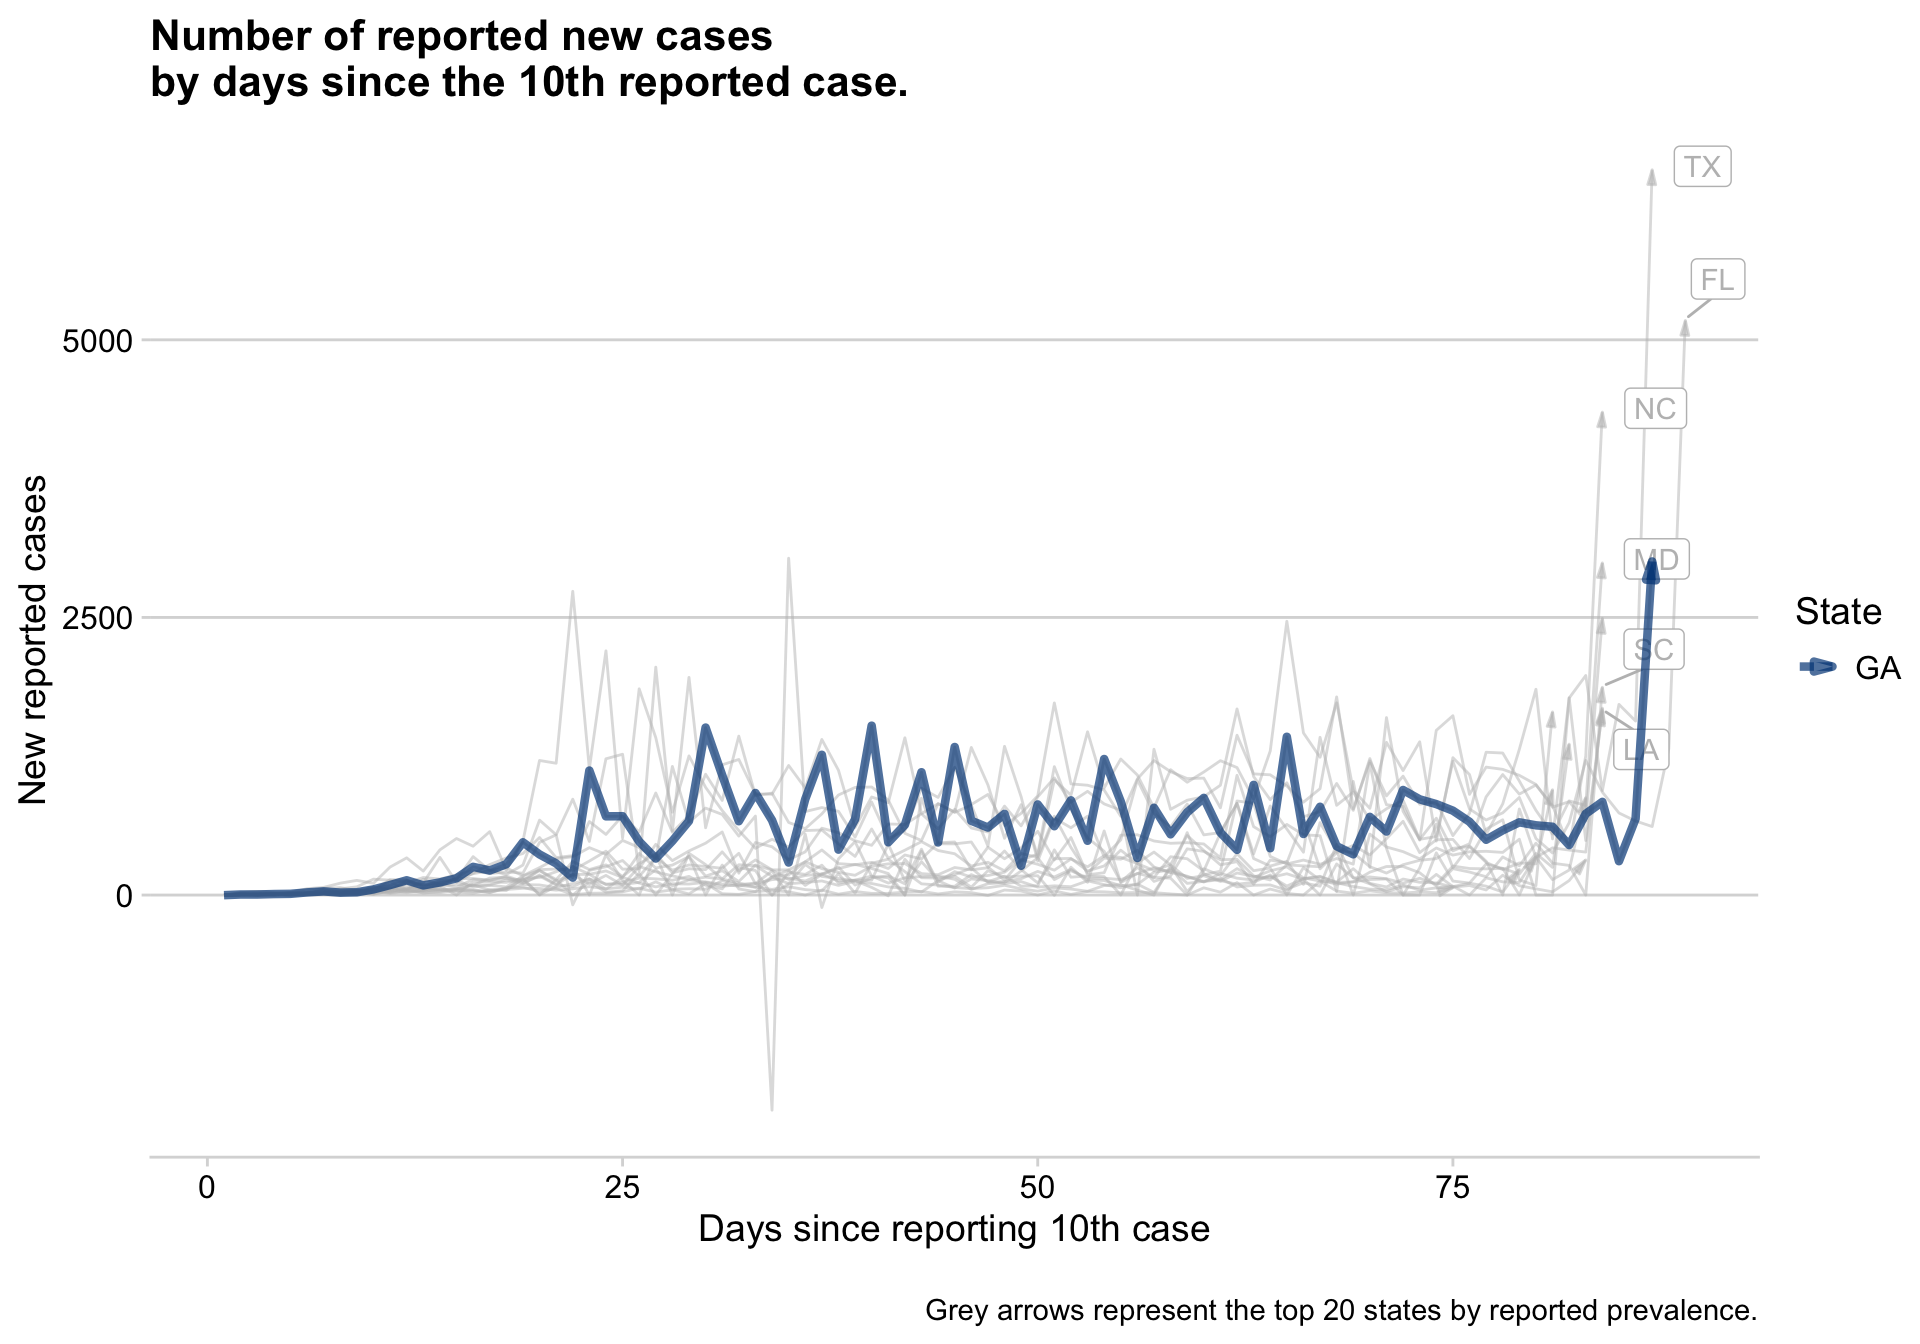 Number of reported new cases
by days since the 10th reported case.
TX
FL
5000
NC
New reported cases
MD
2500
State
SC
GA
LA
0
0 25 50 75
Days since reporting 10th case
Grey arrows represent the top 20 states by reported prevalence.